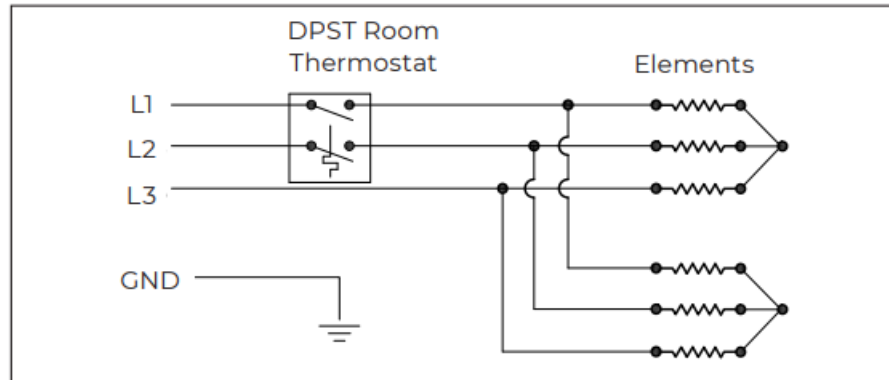 DPST Room
Thermostat
Elements
L1
L2
L3
GND